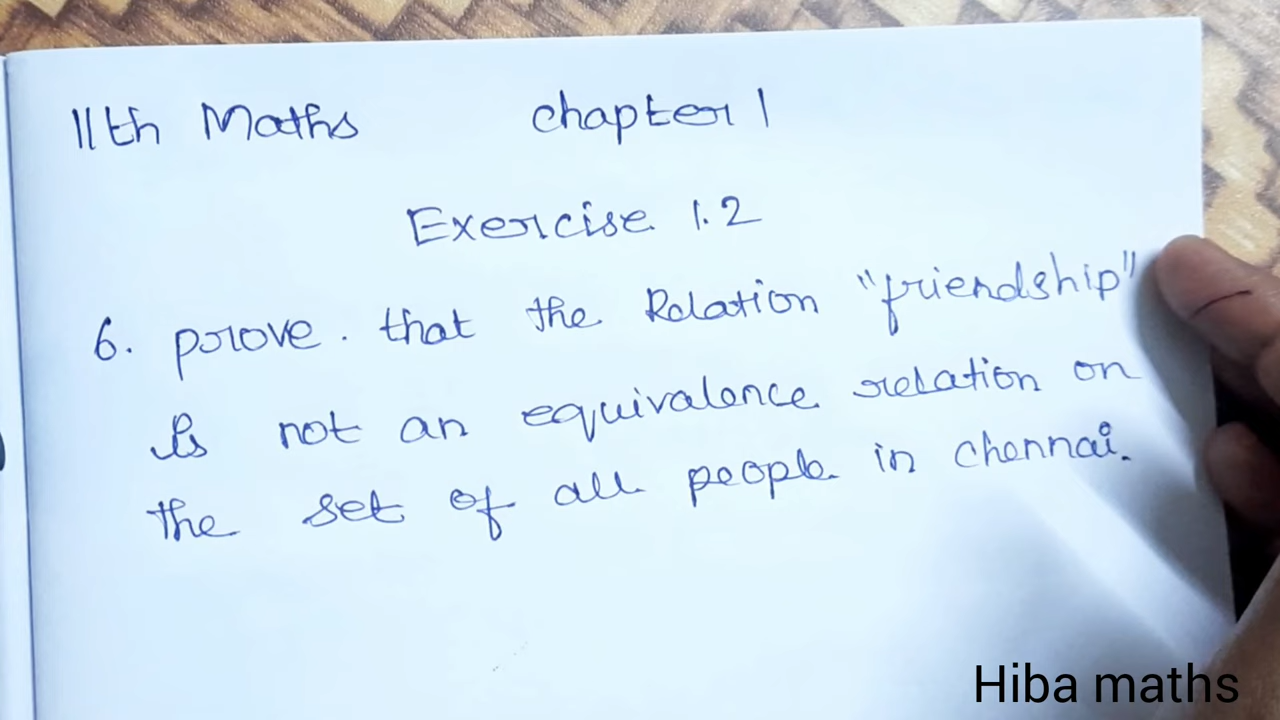 11th Maths chapter 1
Exercise 1.2
6. prove. that the Relation "friendship"
is not an equivalence relation on
the set of all people in chennai.
Hiba maths